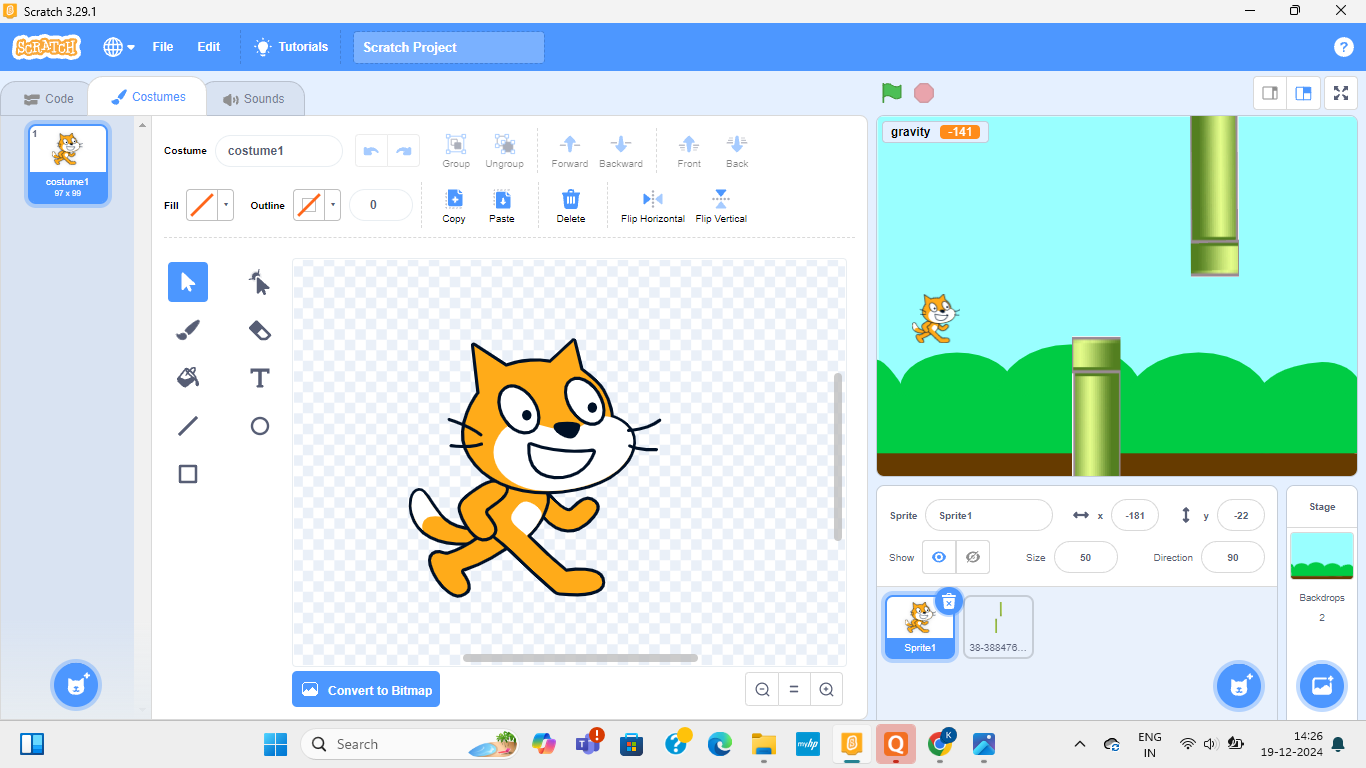 Scratch 3.29.1
SCRATCH File Edit Tutorials Scratch Project ?
Code Costumes Sounds
1
costume1
97 x 99
Costume costume1 Group Ungroup Forward Backward Front Back
Fill Outline 0 Copy Paste Delete Flip Horizontal Flip Vertical
T
Convert to Bitmap
gravity -141
Sprite Sprite1 x -181 y -22
Show Size 50 Direction 90
Sprite1
38-388476...
Stage
Backdrops
2
Search
myhp
Q
K
ENG
IN
14:26
19-12-2024